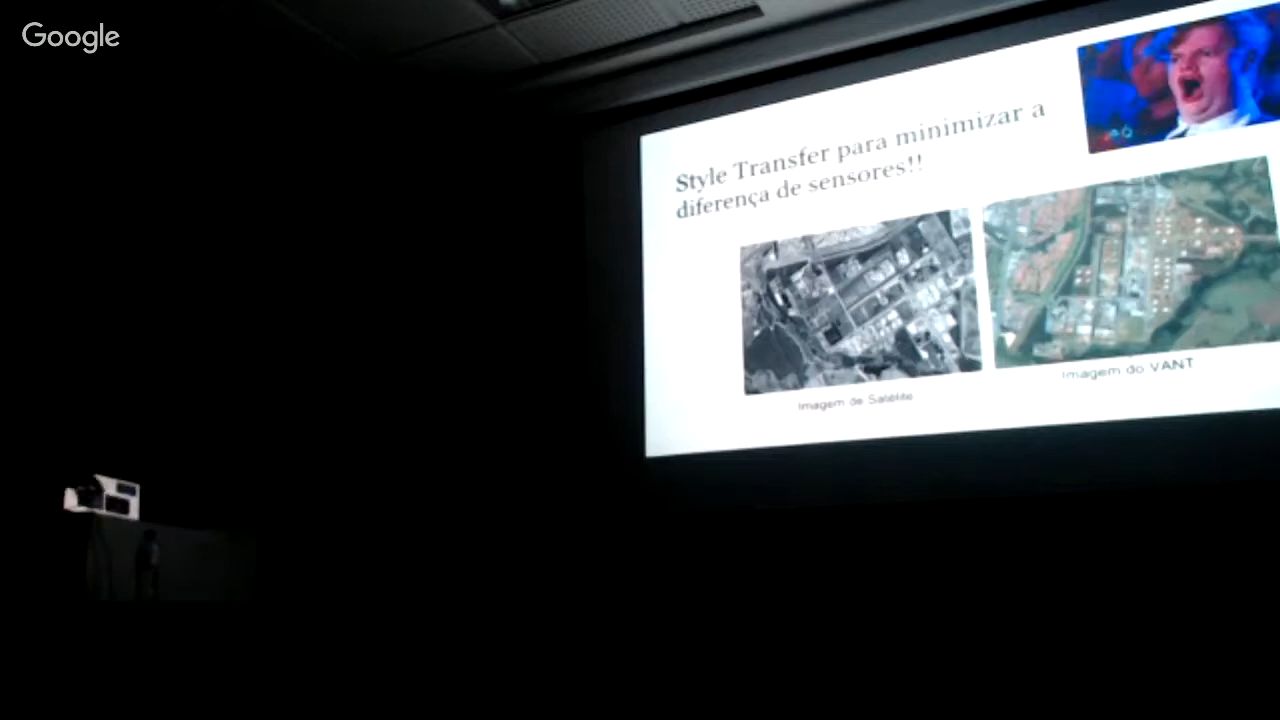 Google
Style Transfer para minimizar a
diferença de sensores!!
Imagem de Satélite
Imagem do VANT